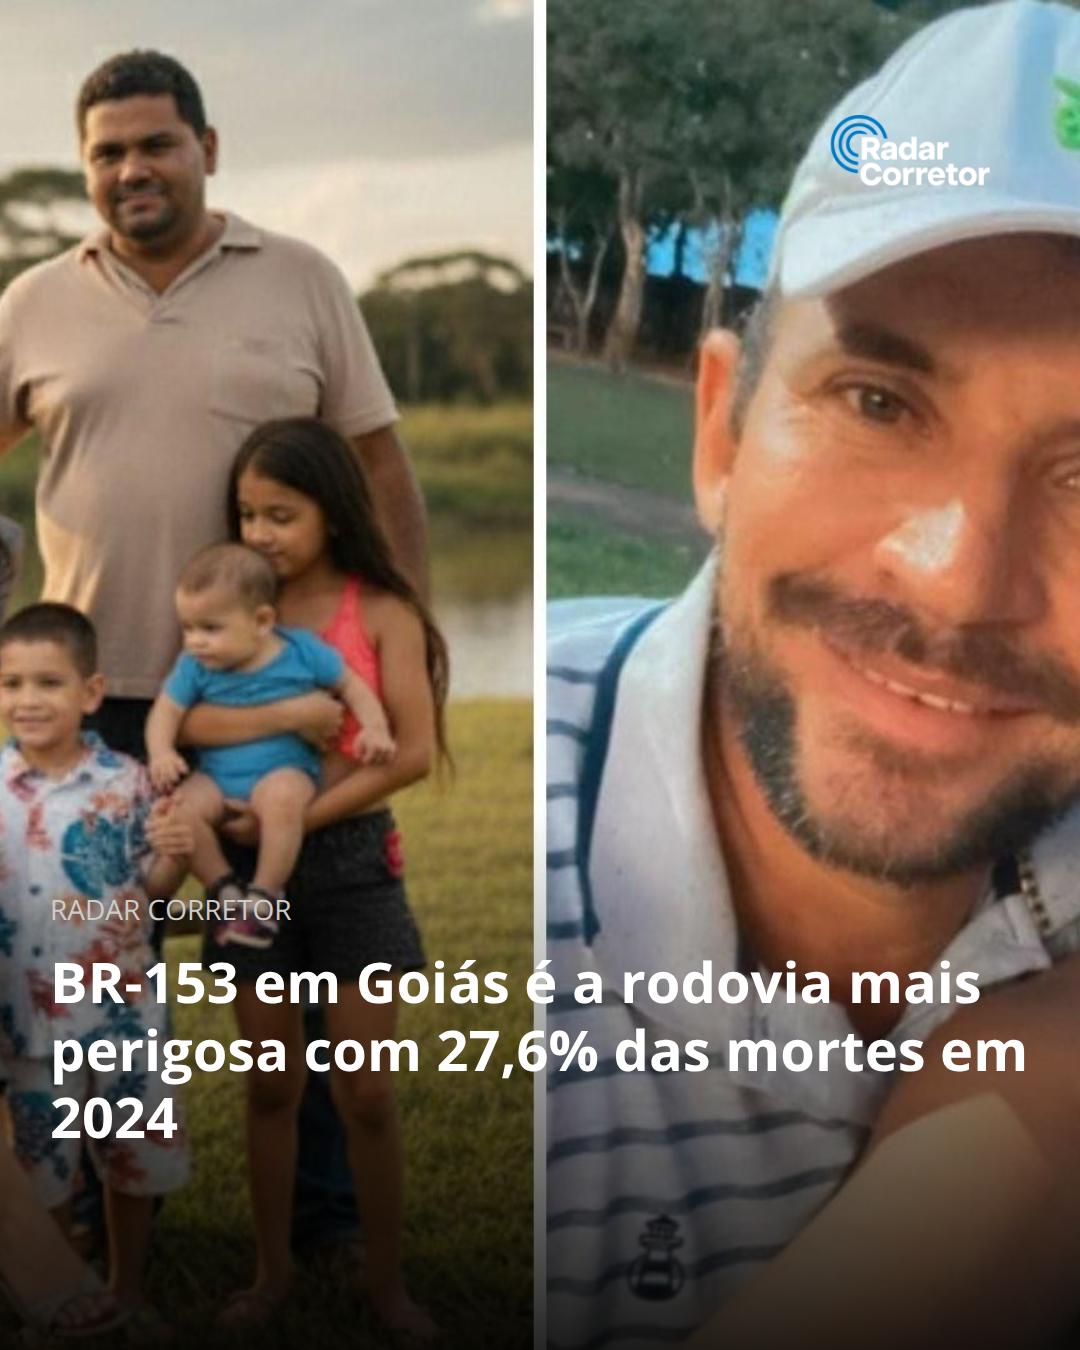 Radar
Corretor
RADAR CORRETOR
BR-153 em Goiás é a rodovia mais
perigosa com 27,6% das mortes em
2024